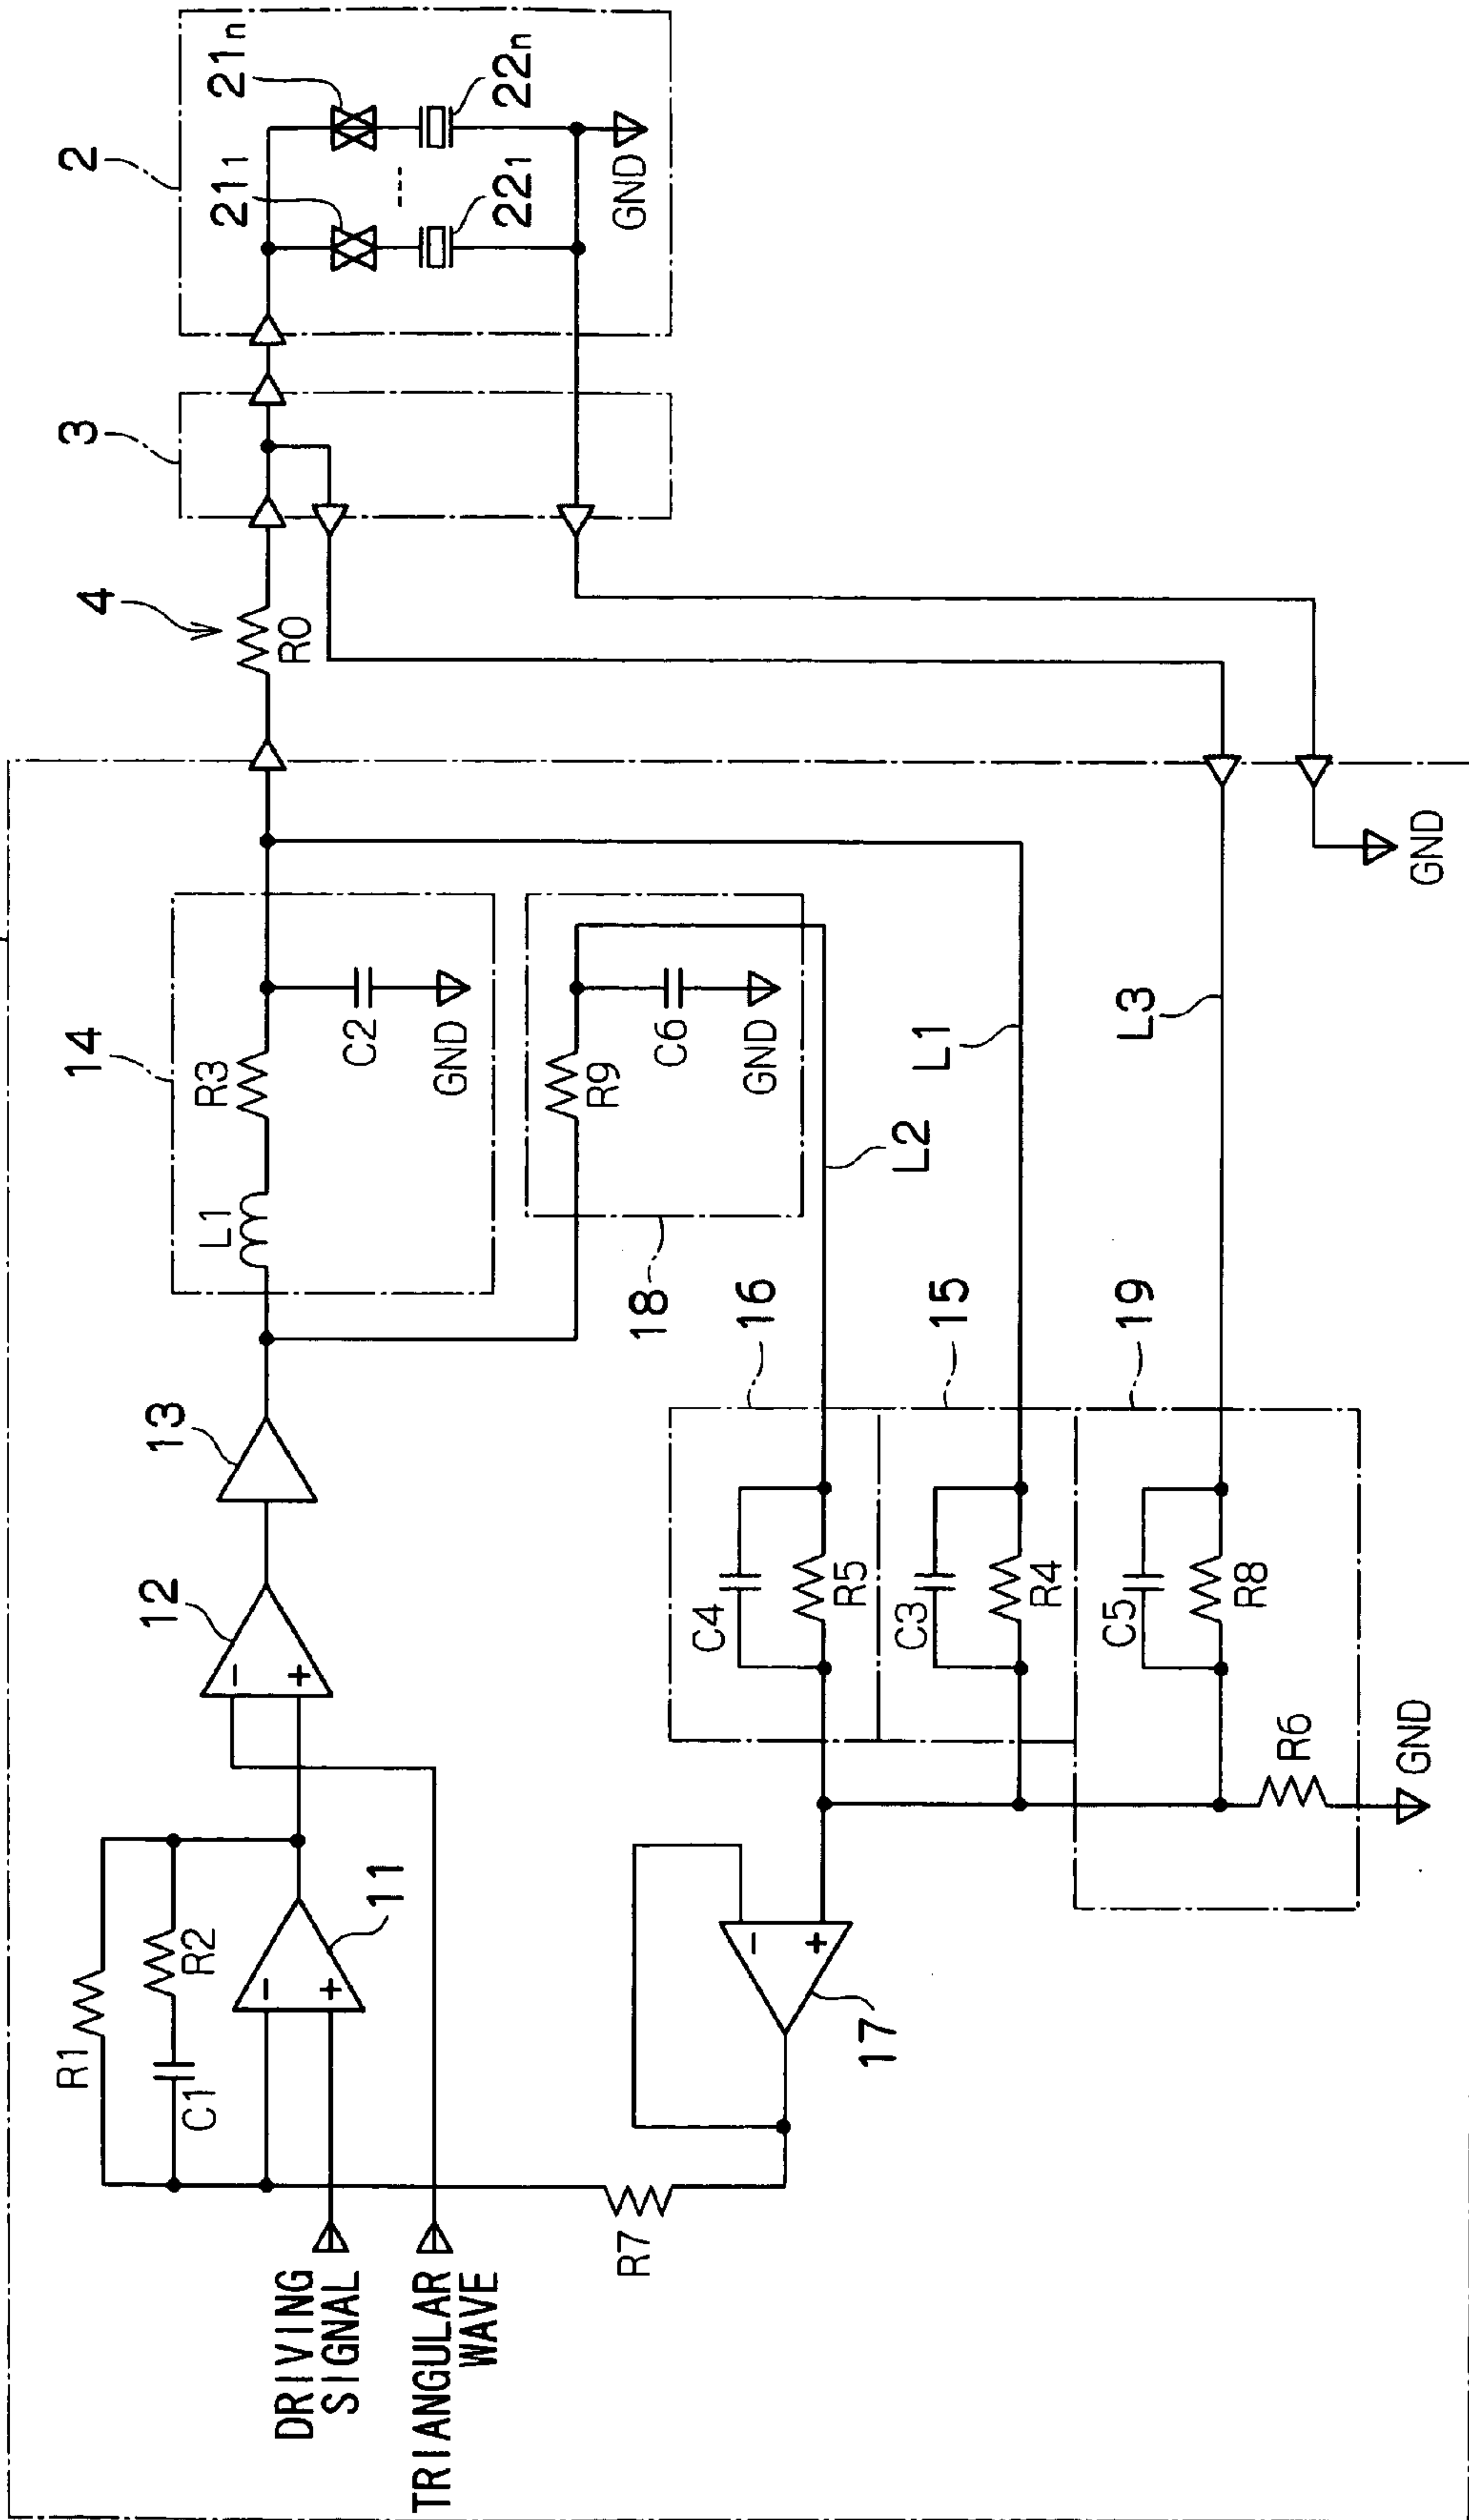 2
21₁
21ₙ
22₁
22ₙ
GND
3
4
R0
14
L1
R3
C2
GND
R9
C6
GND
18
L2
L1
L3
GND
13
12
-
+
16
C4
R5
15
C3
R4
19
C5
R8
R6
GND
R1
C1
R2
-
+
11
-
+
17
R7
DRIVING
SIGNAL
TRIANGULAR
WAVE